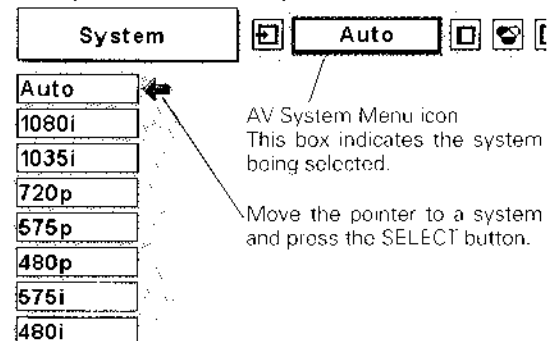 System
Auto
Auto
1080i
1035i
720p
575p
480p
575i
480i
AV System Menu icon
This box indicates the system
being selected.
Move the pointer to a system
and press the SELECT button.